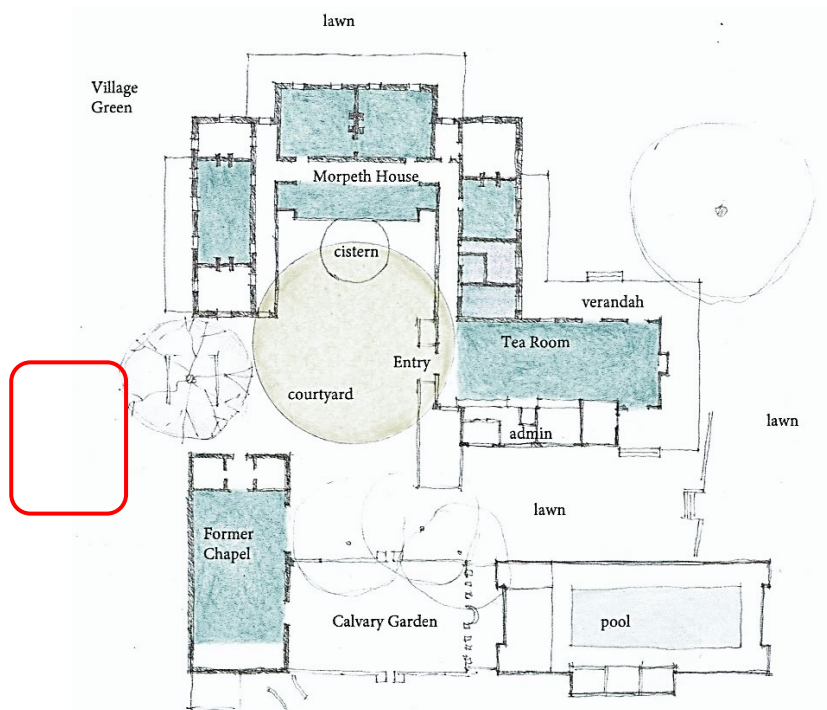 lawn
Village
Green
Morpeth House
cistern
verandah
Tea Room
Entry
courtyard
lawn
admin
lawn
Former
Chapel
Calvary Garden
pool